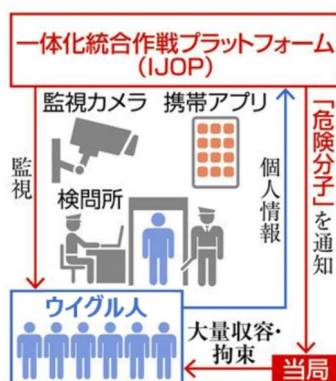 一体化統合作戦プラットフォーム
(IJOP)
監視カメラ
携帯アプリ
監視
検問所
個人情報
「危険分子」を通知
ウイグル人
大量収容・
拘束
当局